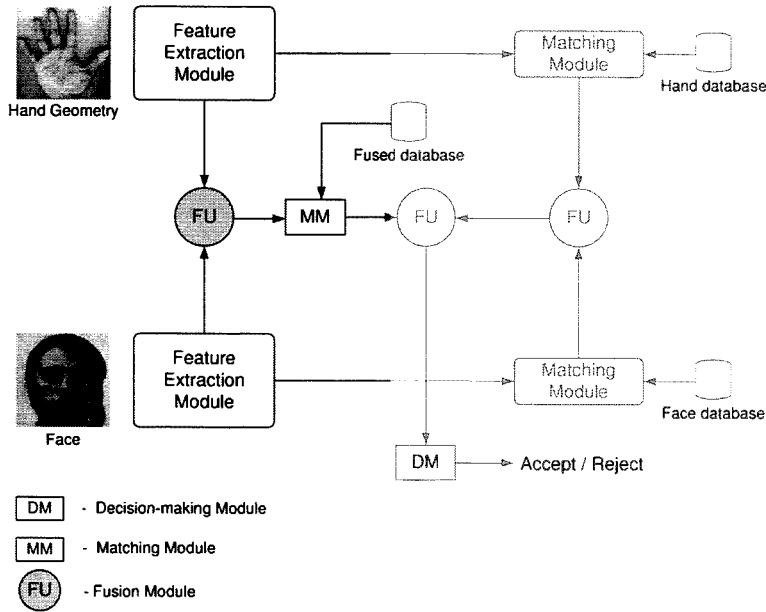 Feature
Extraction
Module
Matching
Module
Hand Geometry
Hand database
Fused database
FU
MM
FU
FU
Feature
Extraction
Module
Matching
Module
Face
Face database
DM
Accept / Reject
DM - Decision-making Module
MM - Matching Module
FU - Fusion Module